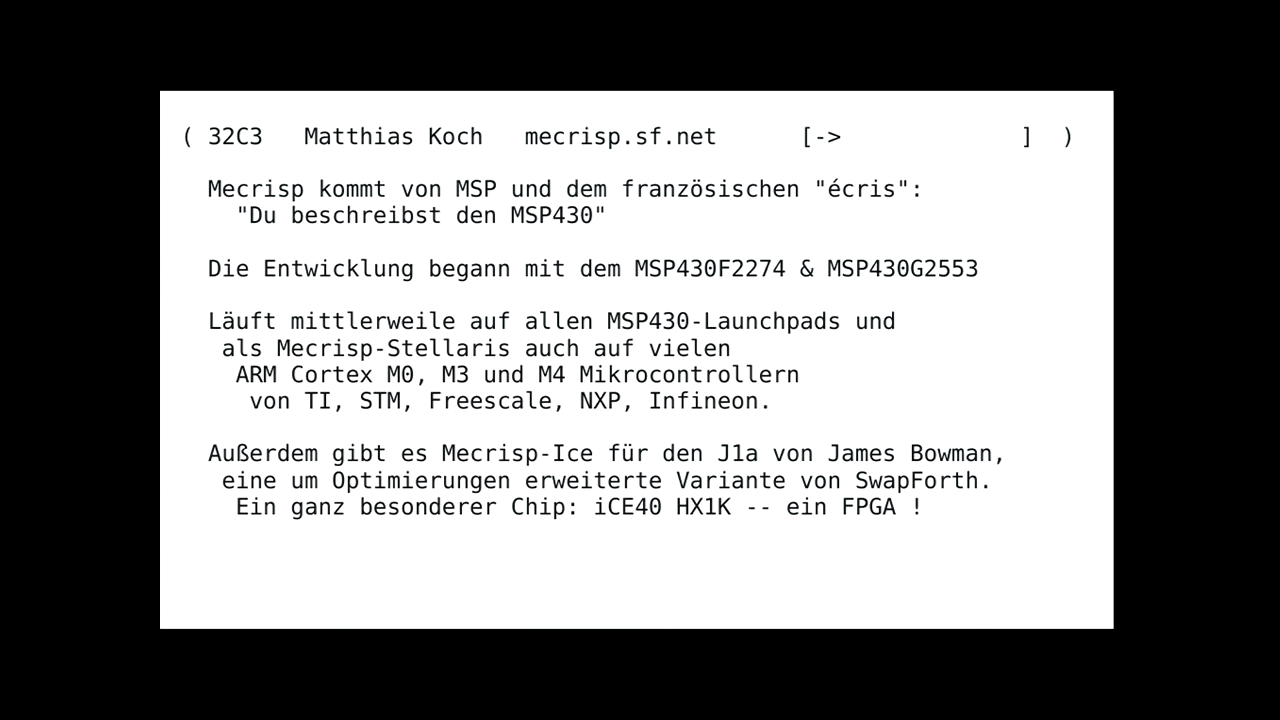 ( 32C3   Matthias Koch   mecrisp.sf.net      [->             ]  )
Mecrisp kommt von MSP und dem französischen "écris":
"Du beschreibst den MSP430"
Die Entwicklung begann mit dem MSP430F2274 & MSP430G2553
Läuft mittlerweile auf allen MSP430-Launchpads und
als Mecrisp-Stellaris auch auf vielen
ARM Cortex M0, M3 und M4 Mikrocontrollern
von TI, STM, Freescale, NXP, Infineon.
Außerdem gibt es Mecrisp-Ice für den J1a von James Bowman,
eine um Optimierungen erweiterte Variante von SwapForth.
Ein ganz besonderer Chip: iCE40 HX1K -- ein FPGA !